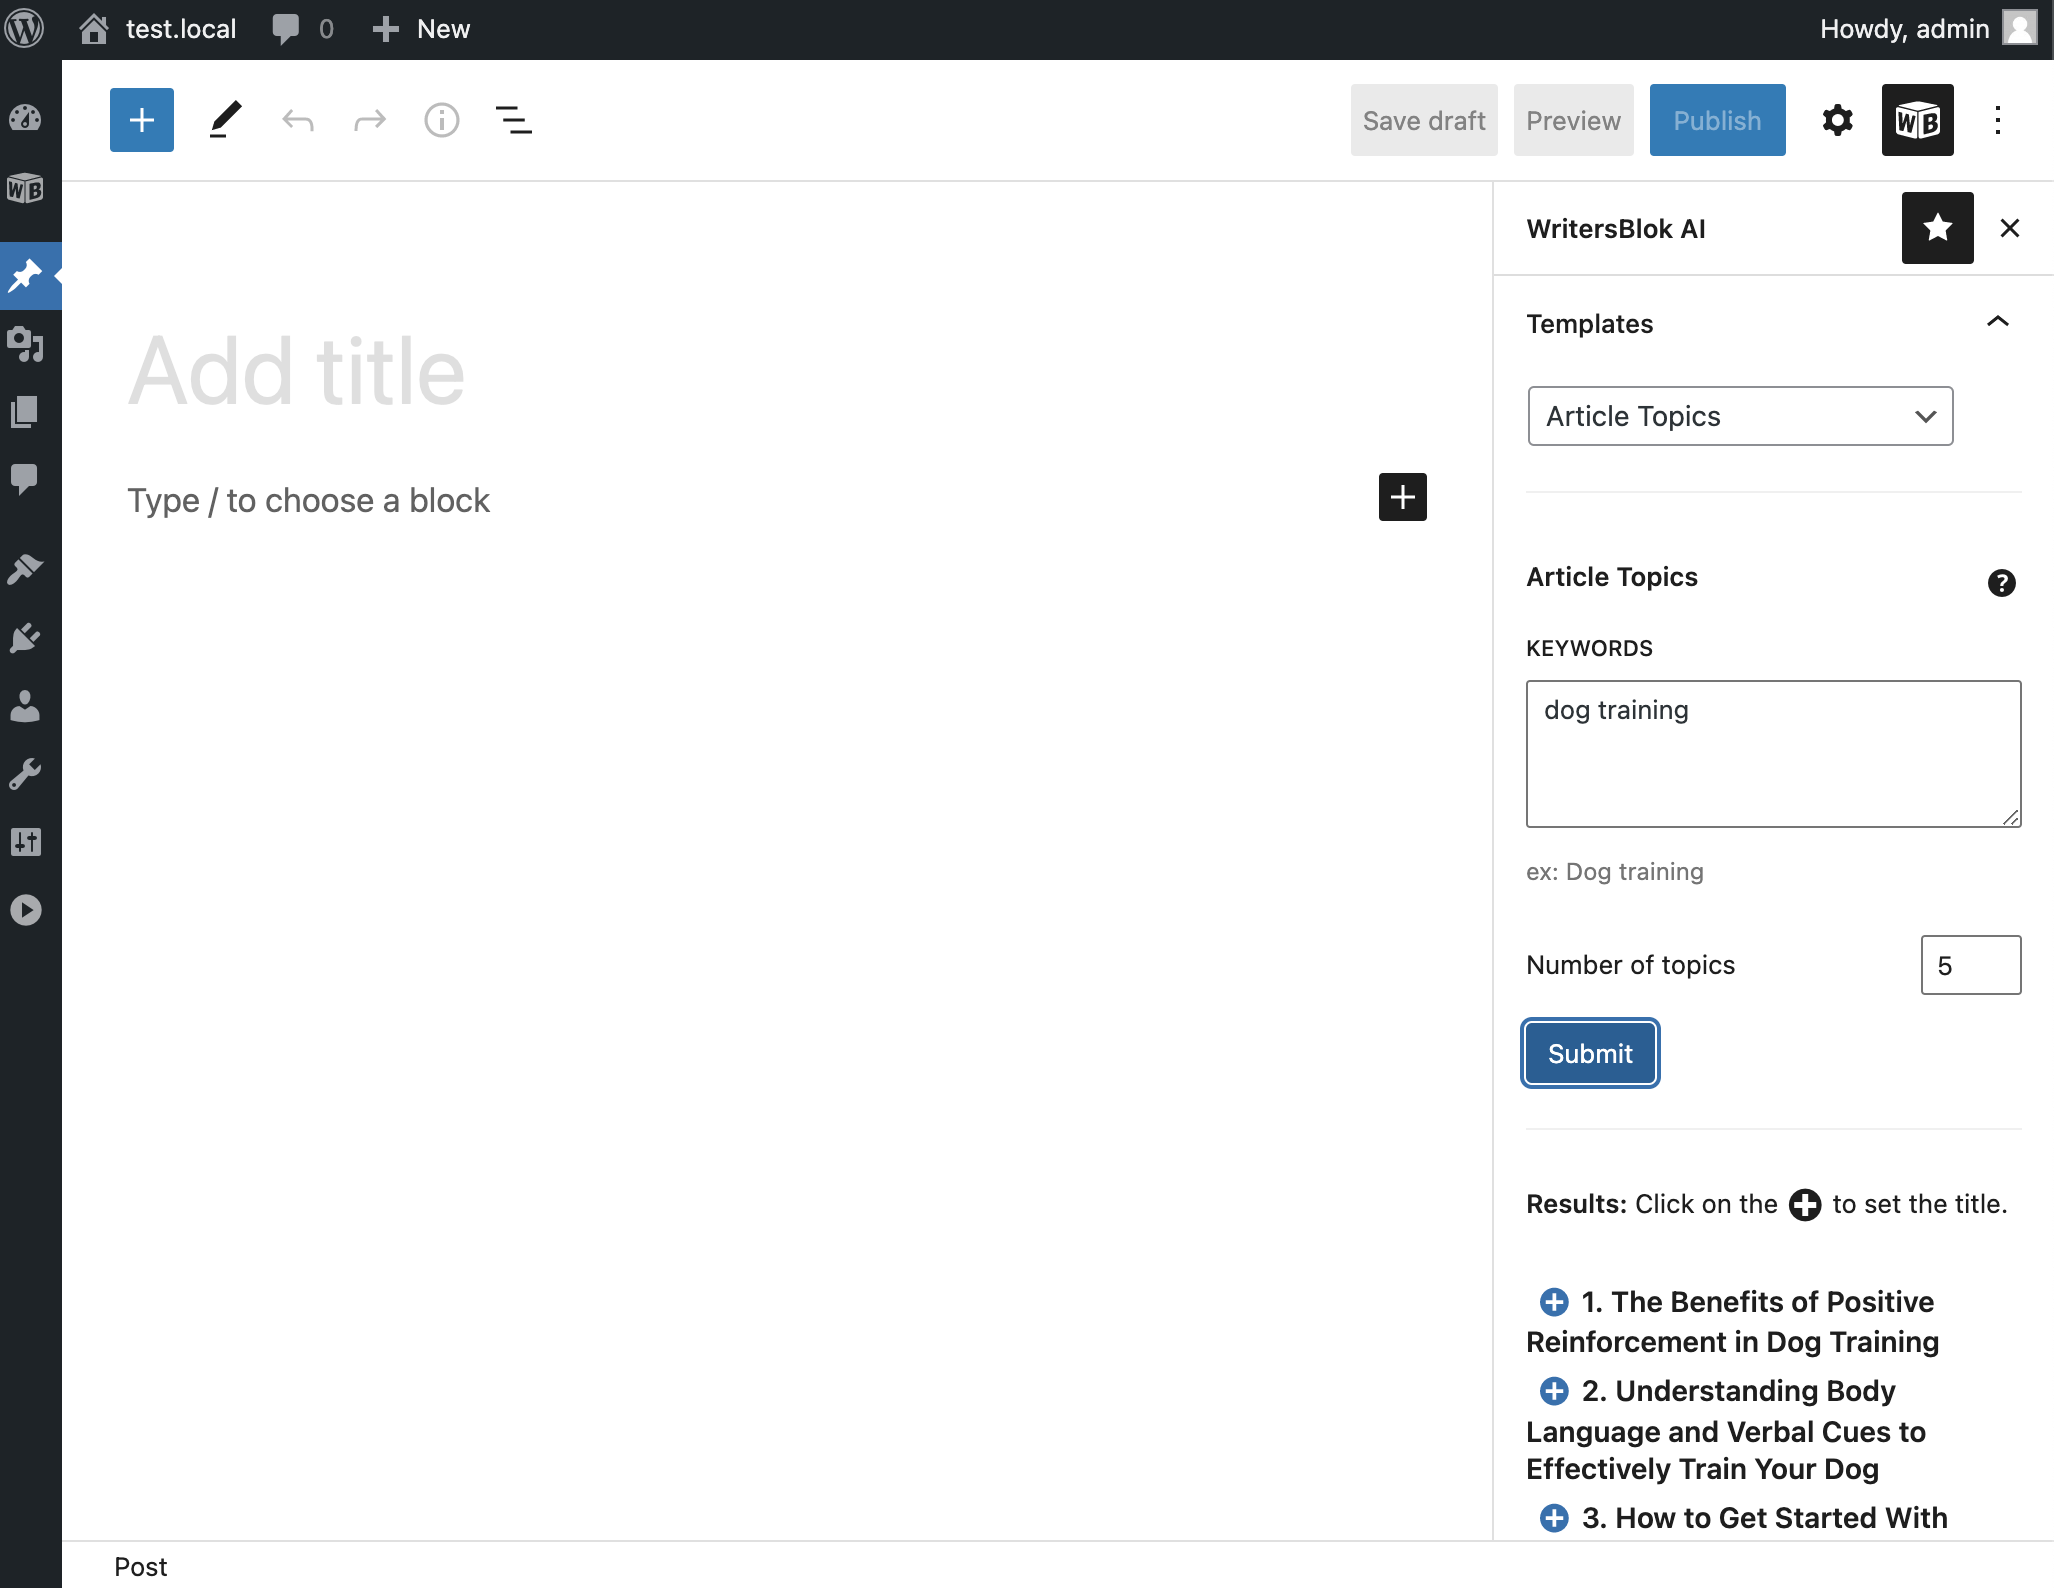 test.local 0 New Howdy, admin
Save draft Preview Publish WB
WB
WritersBlok AI
Templates
Add title
Article Topics
Type / to choose a block
Article Topics
KEYWORDS
dog training
ex: Dog training
Number of topics 5
Submit
Results: Click on the to set the title.
1. The Benefits of Positive
Reinforcement in Dog Training
2. Understanding Body
Language and Verbal Cues to
Effectively Train Your Dog
3. How to Get Started With
Post